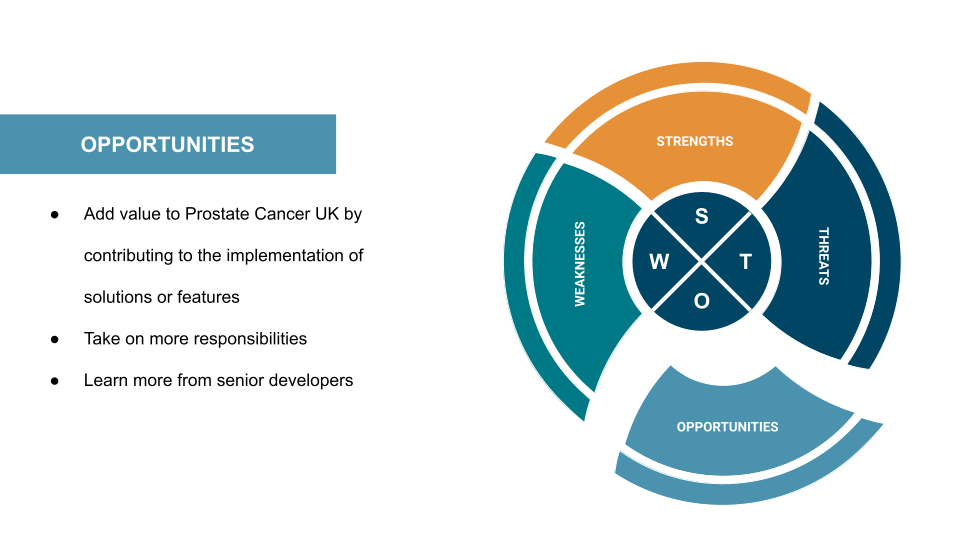 OPPORTUNITIES
● Add value to Prostate Cancer UK by
contributing to the implementation of
solutions or features
● Take on more responsibilities
● Learn more from senior developers
STRENGTHS
WEAKNESSES
THREATS
S
W T
O
OPPORTUNITIES